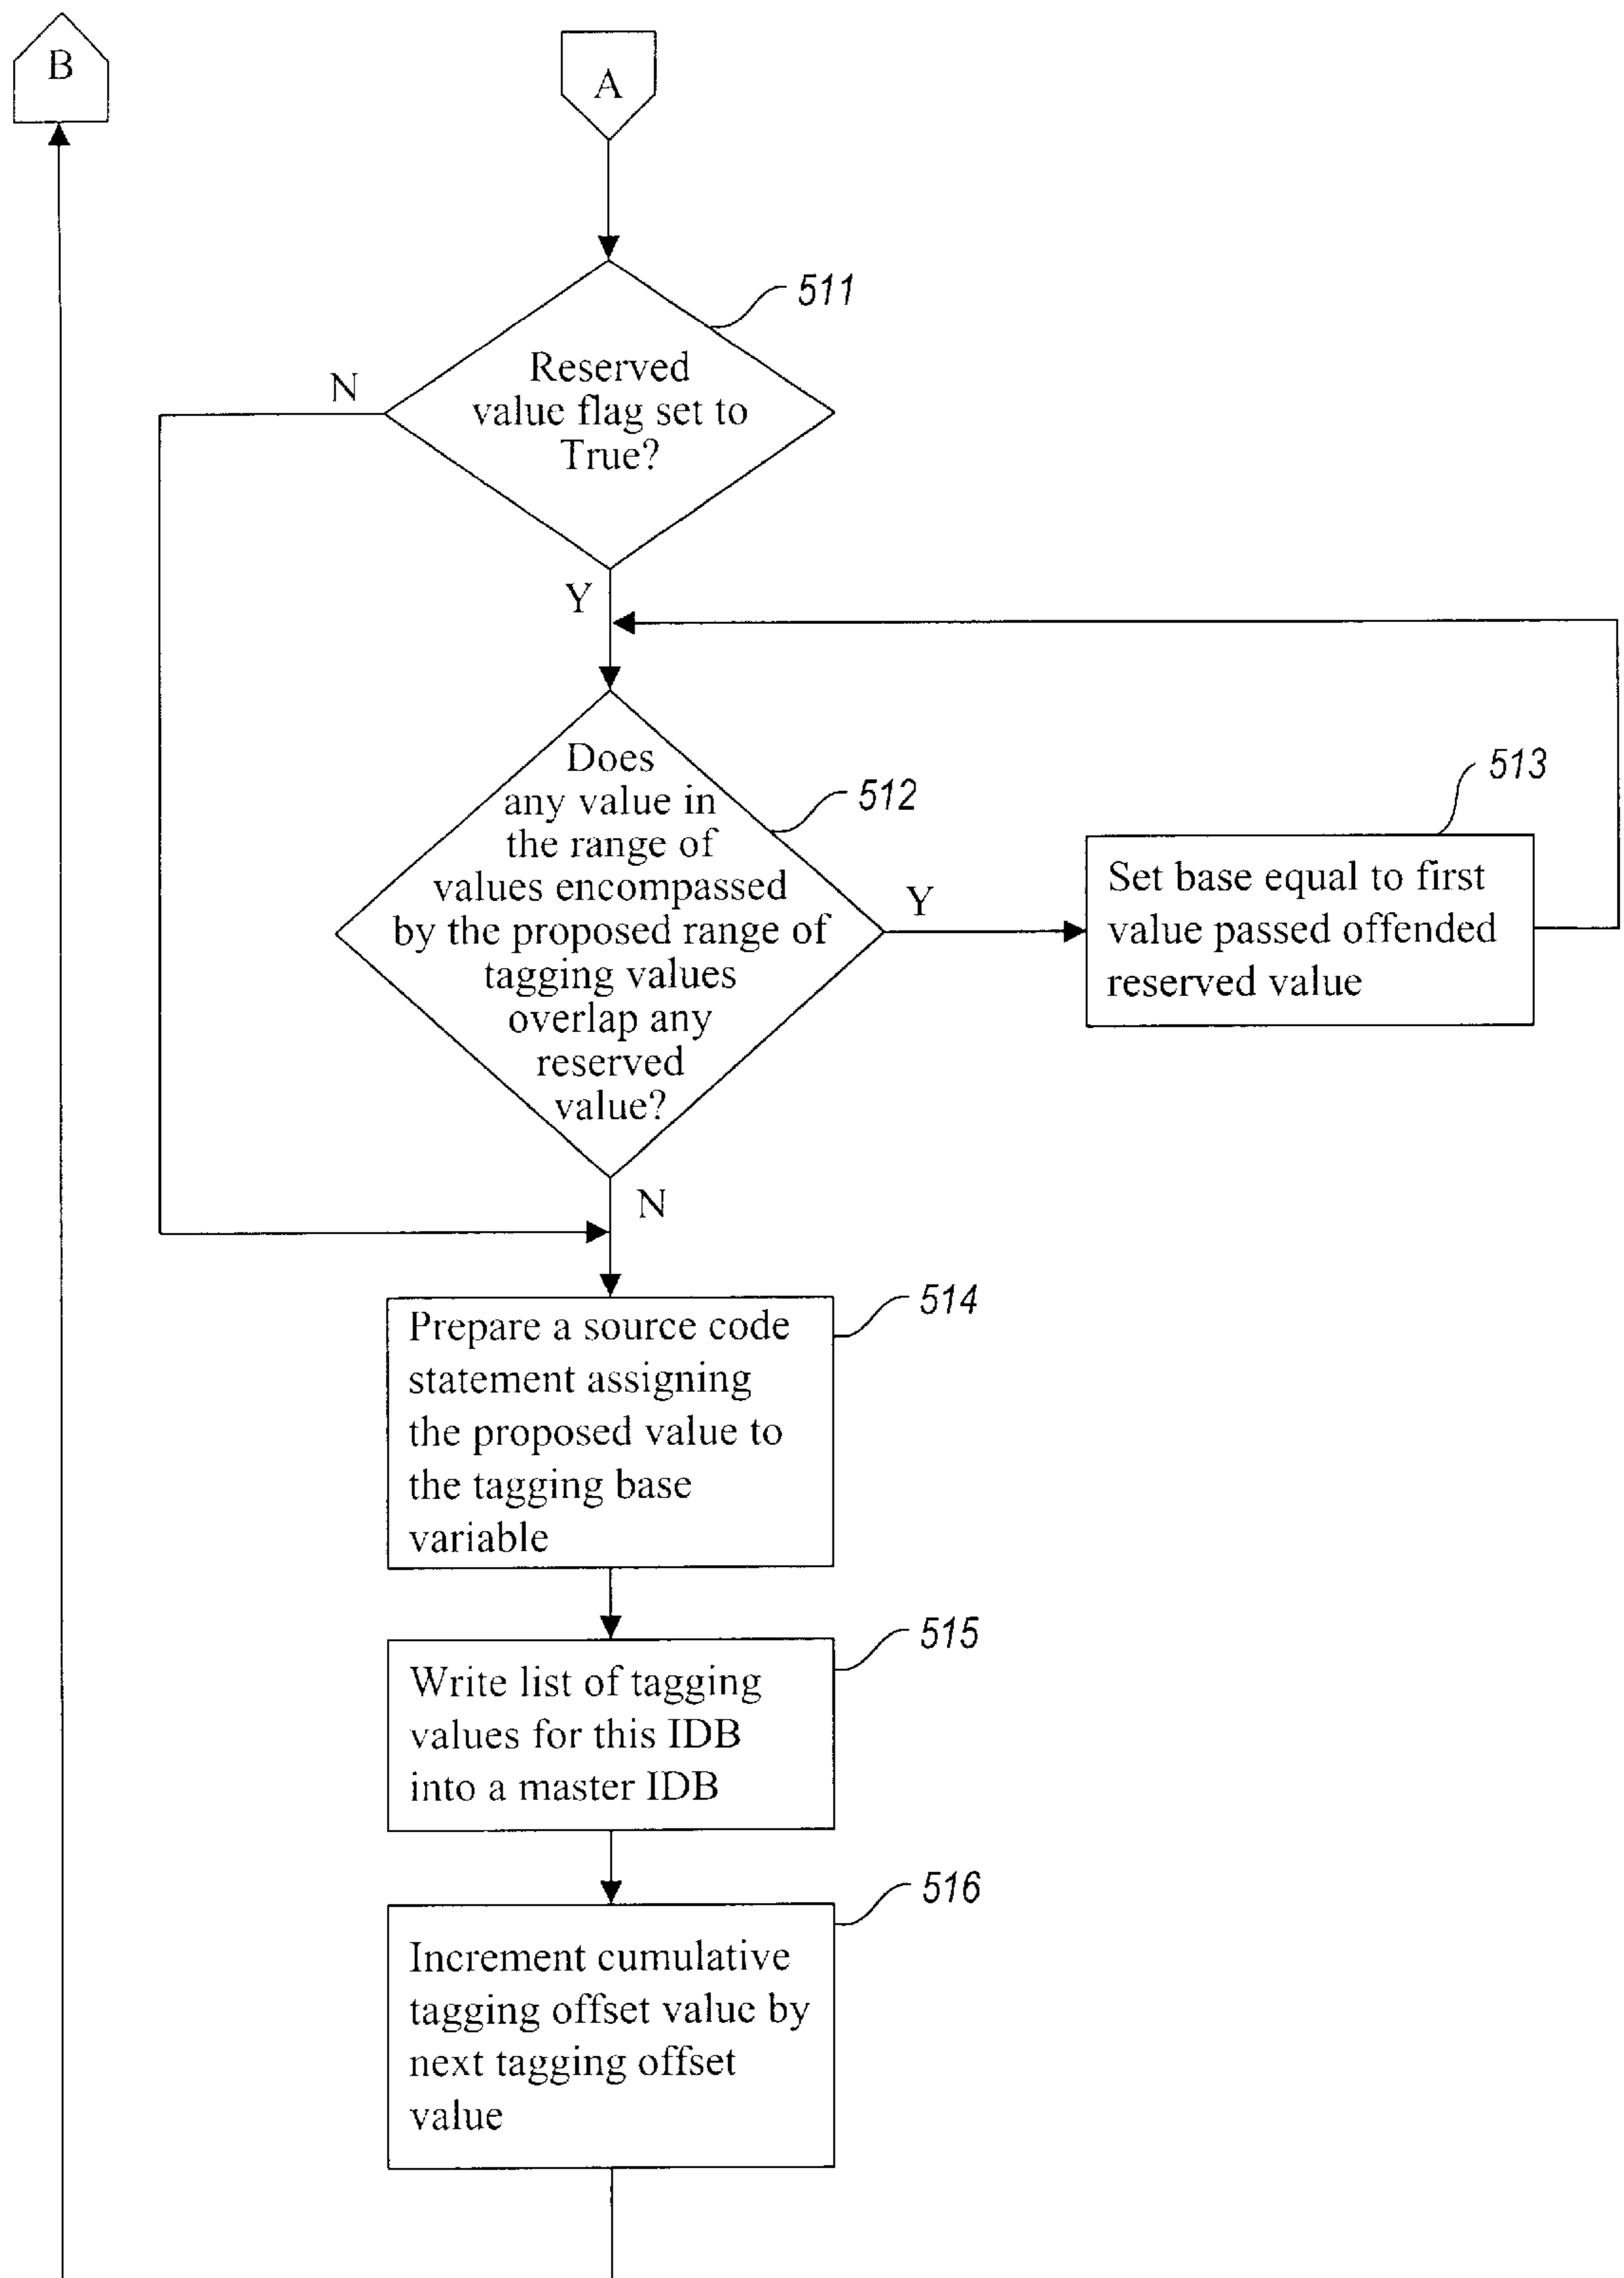 B
A
511
Reserved
value flag set to
True?
N
Y
Does
any value in
the range of
values encompassed
by the proposed range of
tagging values
overlap any
reserved
value?
512
Y
513
Set base equal to first
value passed offended
reserved value
N
Prepare a source code
statement assigning
the proposed value to
the tagging base
variable
514
Write list of tagging
values for this IDB
into a master IDB
515
Increment cumulative
tagging offset value by
next tagging offset
value
516